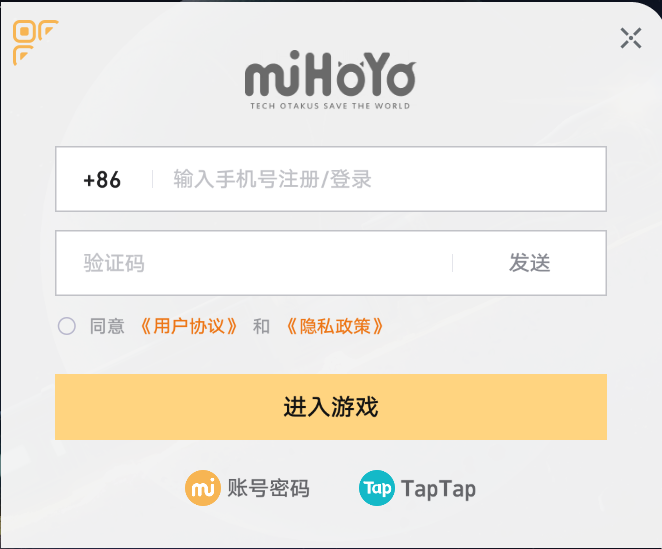 miHoYo
TECH OTAKUS SAVE THE WORLD
+86 输入手机号注册/登录
验证码 发送
同意 《用户协议》 和 《隐私政策》
进入游戏
mi 账号密码 Tap TapTap